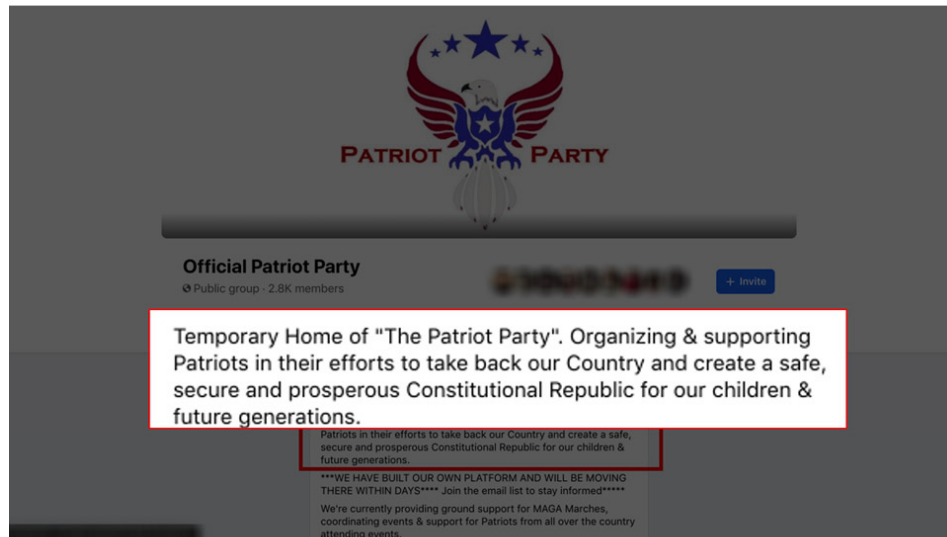 PATRIOT PARTY
Official Patriot Party
Public group · 2.8K members
+ Invite
Temporary Home of "The Patriot Party". Organizing & supporting
Patriots in their efforts to take back our Country and create a safe,
secure and prosperous Constitutional Republic for our children &
future generations.
Patriots in their efforts to take back our Country and create a safe,
secure and prosperous Constitutional Republic for our children &
future generations.
***WE HAVE BUILT OUR OWN PLATFORM AND WILL BE MOVING
THERE WITHIN DAYS**** Join the email list to stay informed*****
We're currently providing ground support for MAGA Marches,
coordinating events & support for Patriots from all over the country
attending events.